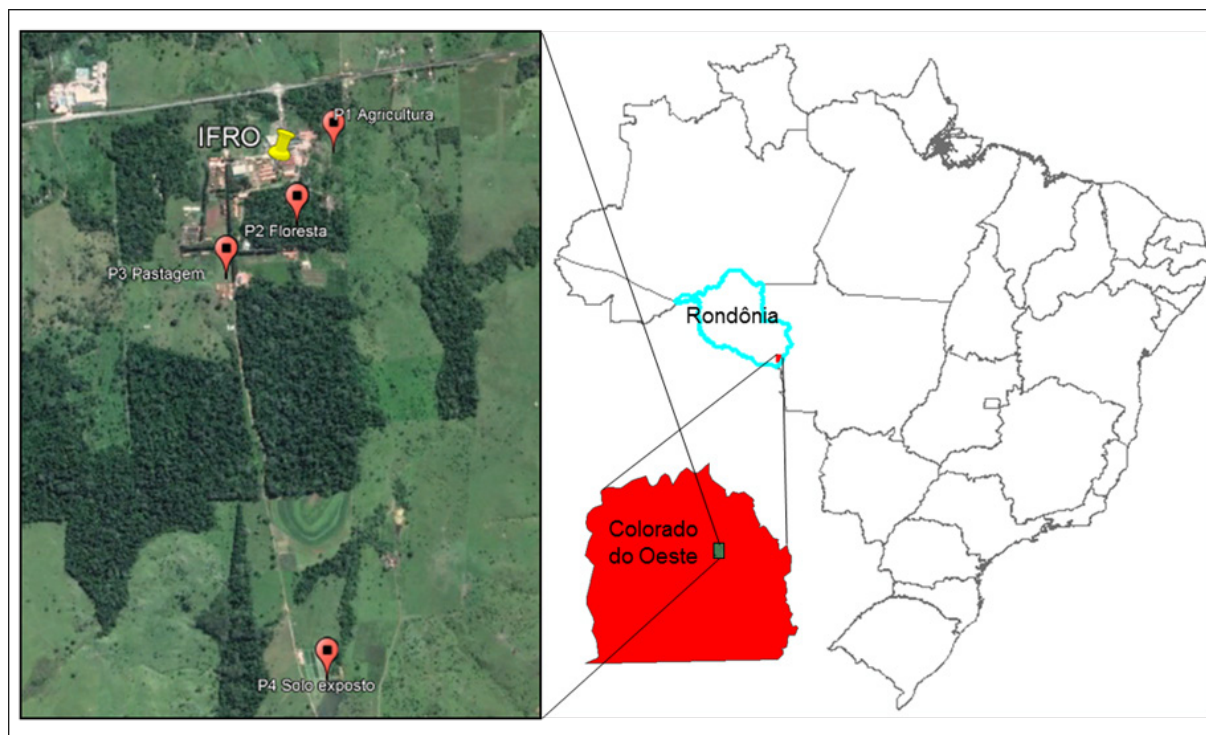 P1 Agricultura
IFRO
P2 Floresta
P3 Pastagem
P4 Solo exposto
Rondônia
Colorado
do Oeste